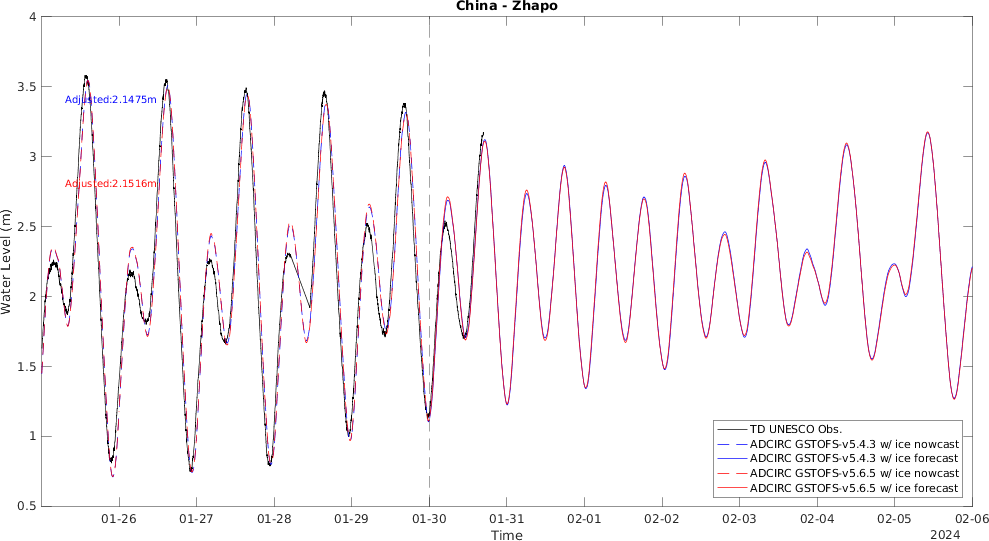 China - Zhapo
4
3.5
3
2.5
2
1.5
1
0.5
Water Level (m)
Adjusted:2.1475m
Adjusted:2.1516m
TD UNESCO Obs.
ADCIRC GSTOFS-v5.4.3 w/ ice nowcast
ADCIRC GSTOFS-v5.4.3 w/ ice forecast
ADCIRC GSTOFS-v5.6.5 w/ ice nowcast
ADCIRC GSTOFS-v5.6.5 w/ ice forecast
01-26 01-27 01-28 01-29 01-30 01-31 02-01 02-02 02-03 02-04 02-05 02-06
Time
2024